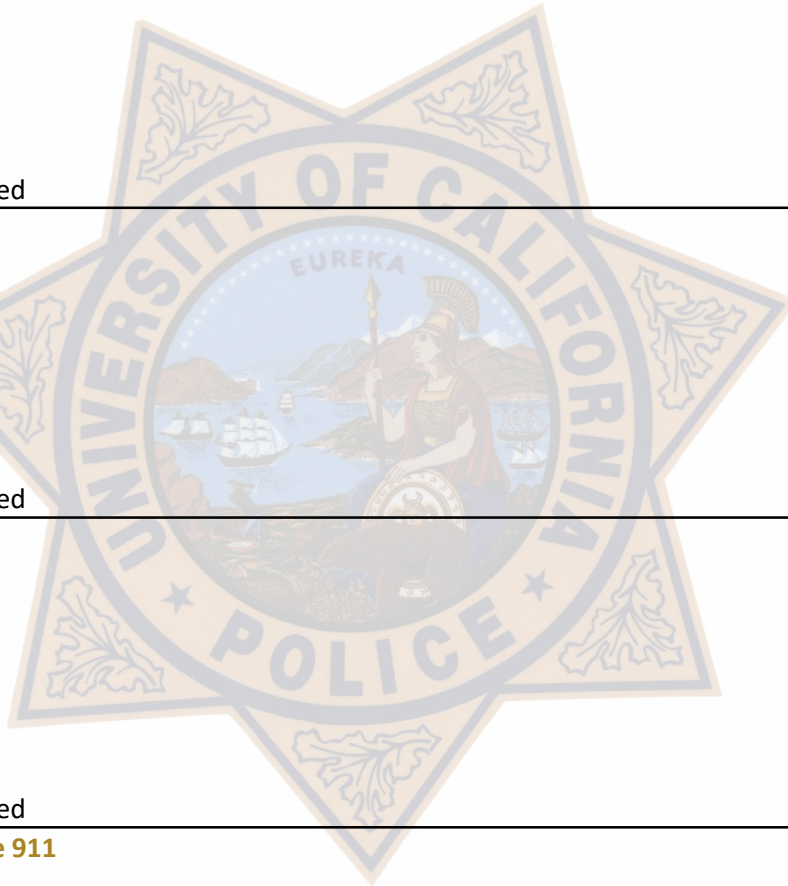 UNIVERSITY OF CALIFORNIA
EUREKA
ed
ed
POLICE
ed
e 911